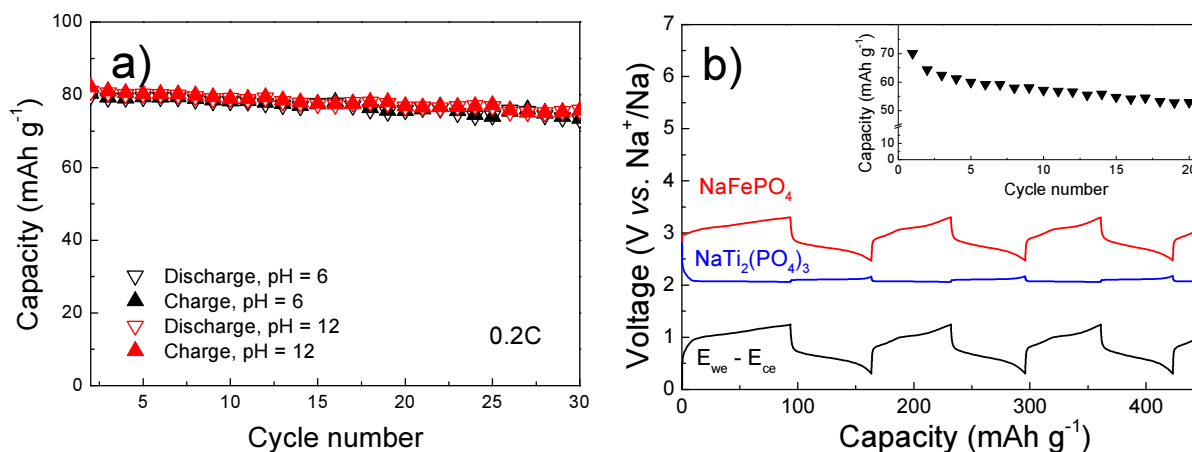 a)
Capacity (mAh g⁻¹)
100
80
60
40
20
0
5
10
15
20
25
30
Cycle number
Discharge, pH = 6
Charge, pH = 6
Discharge, pH = 12
Charge, pH = 12
0.2C
b)
Voltage (V vs. Na⁺/Na)
7
6
5
4
3
2
1
0
0
100
200
300
400
Capacity (mAh g⁻¹)
NaFePO₄
NaTi₂(PO₄)₃
E_we - E_ce
Capacity (mAh g⁻¹)
70
60
50
10
0
0
5
10
15
20
Cycle number